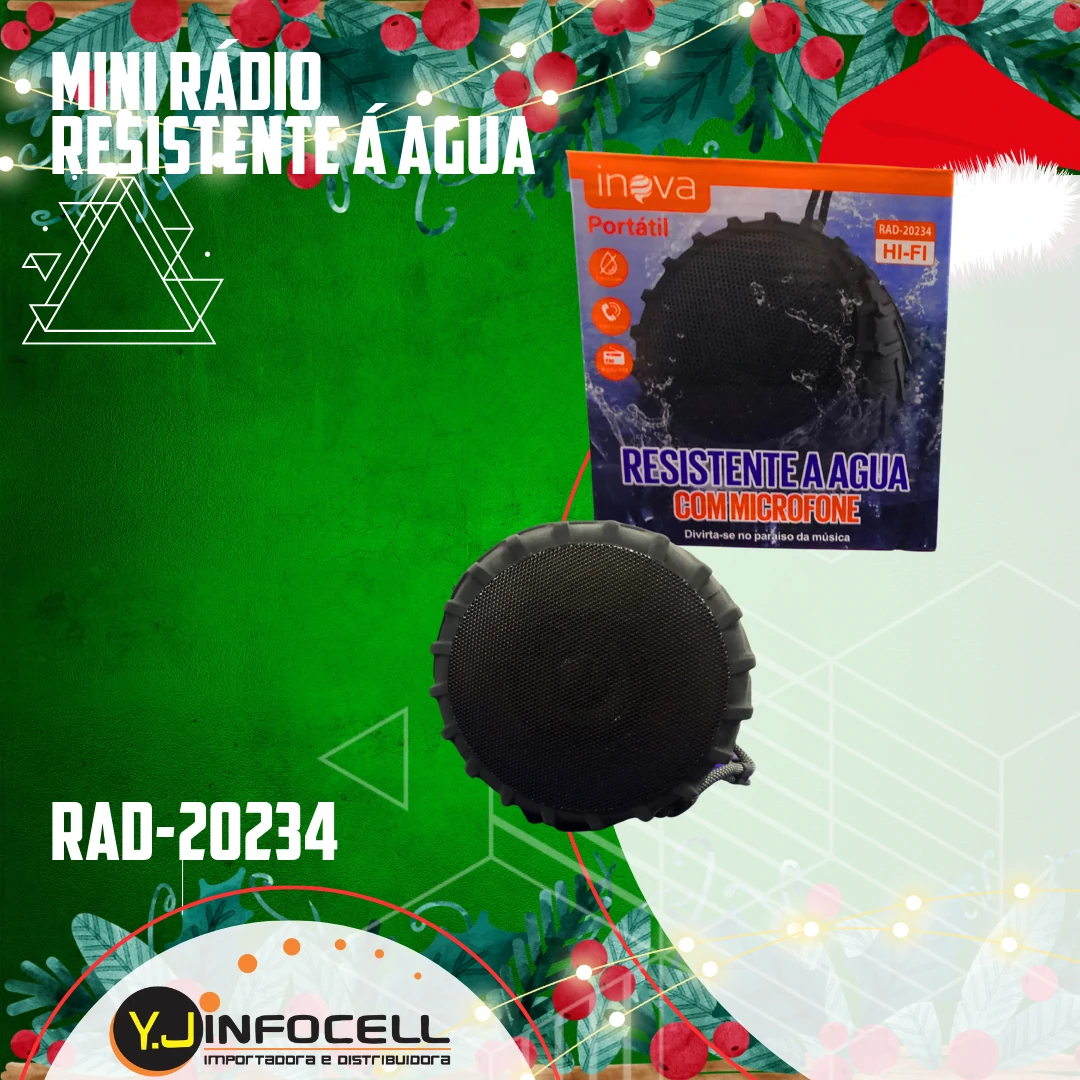 MINI RÁDIO
RESISTENTE Á AGUA
inova
Portátil
RAD-20234
HI-FI
RESISTENTE A AGUA
COM MICROFONE
Divirta-se no paraíso da música
RAD-20234
Y.J INFOCELL
IMPORTADORA E DISTRIBUIDORA